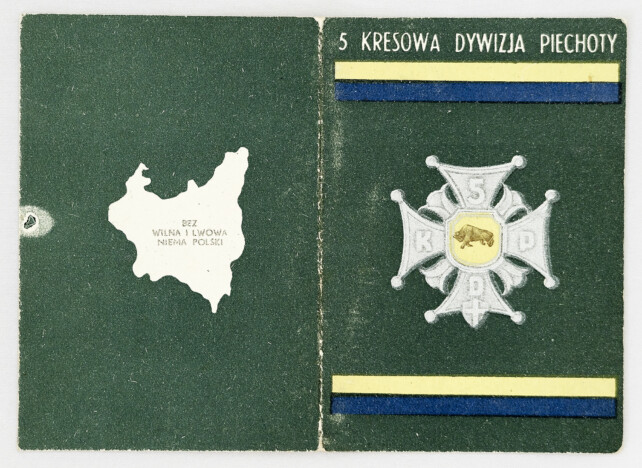 BEZ
WILNA I LWOWA
NIEMA POLSKI
5 KRESOWA DYWIZJA PIECHOTY
5
K D
P